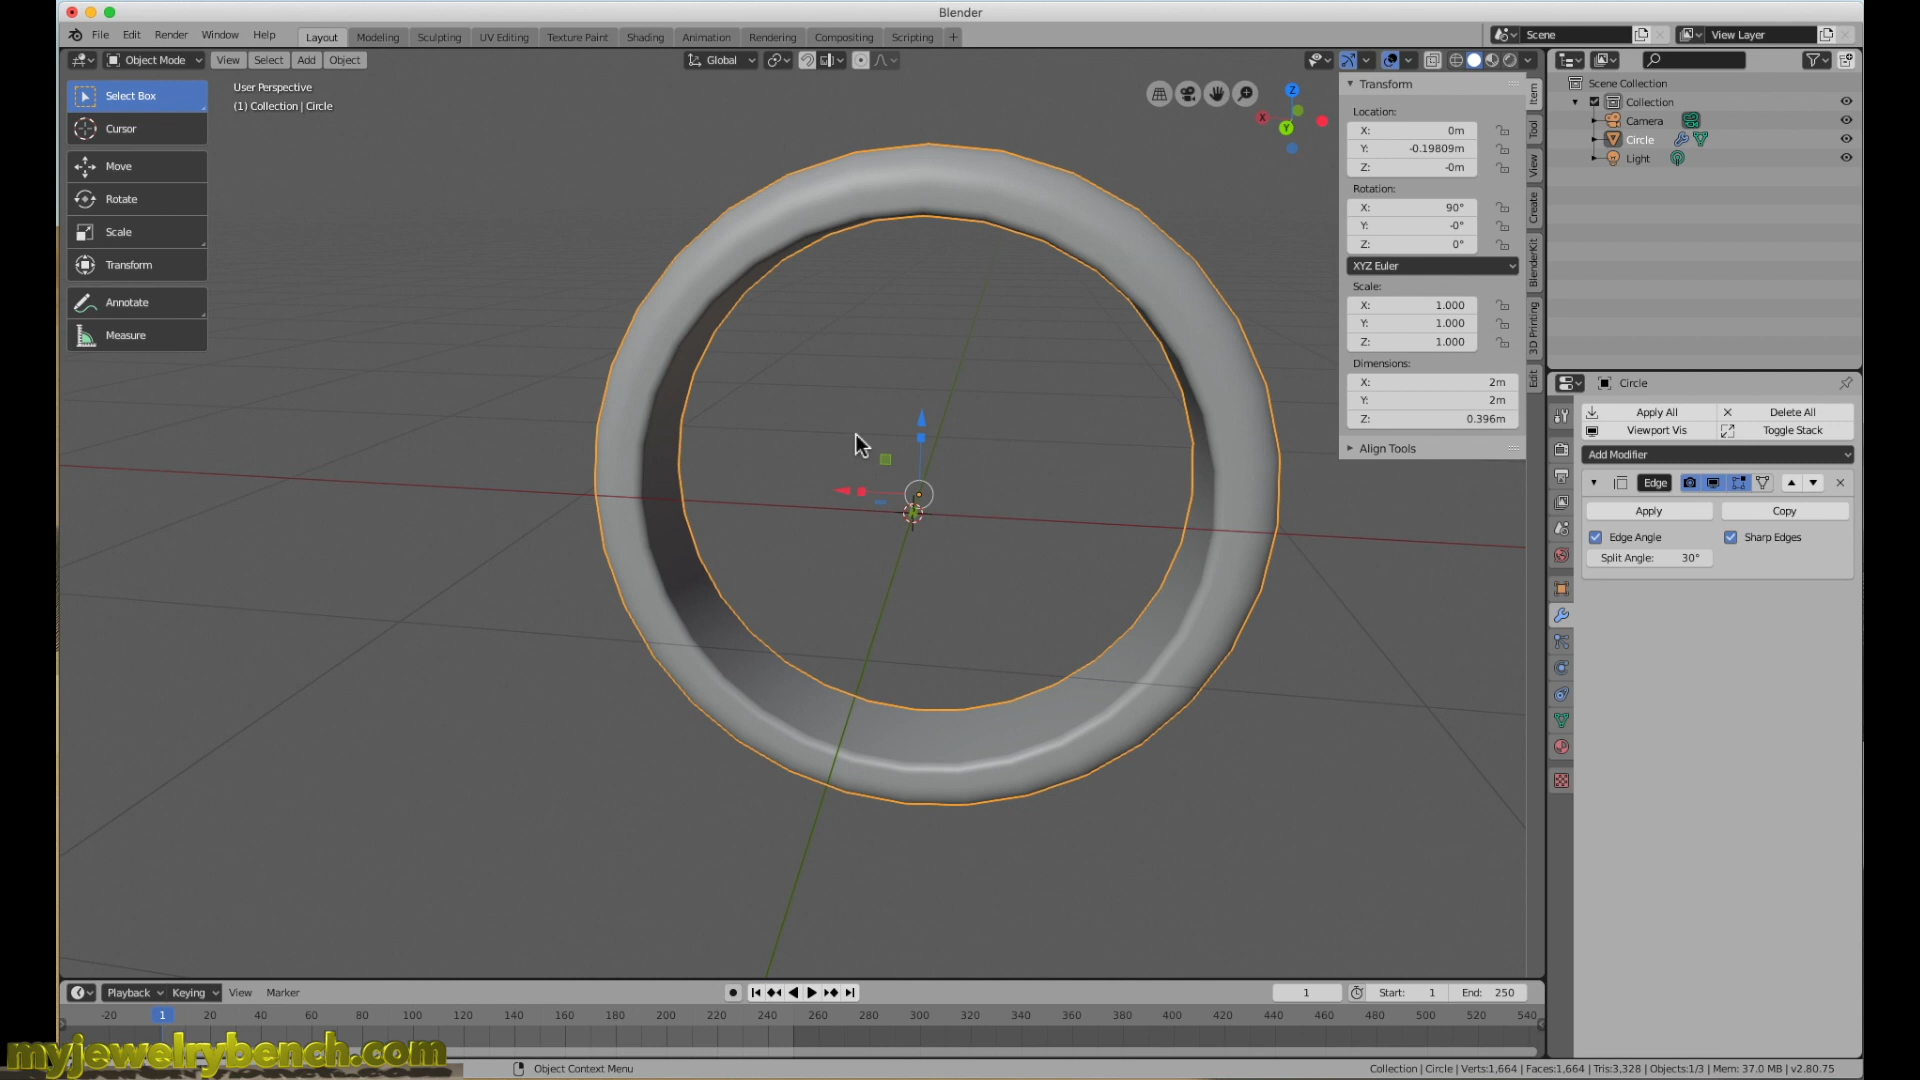 Blender
File Edit Render Window Help Layout Modeling Sculpting UV Editing Texture Paint Shading Animation Rendering Compositing Scripting + Scene View Layer
Object Mode View Select Add Object Global
Select Box
Cursor
Move
Rotate
Scale
Transform
Annotate
Measure
User Perspective
(1) Collection | Circle
Z
X
Y
Transform
Location:
X: 0m
Y: -0.19809m
Z: -0m
Rotation:
X: 90°
Y: -0°
Z: 0°
XYZ Euler
Scale:
X: 1.000
Y: 1.000
Z: 1.000
Dimensions:
X: 2m
Y: 2m
Z: 0.396m
Align Tools
Item
Tool
View
Create
BlenderKit
3D Printing
Edit
Scene Collection
Collection
Camera
Circle
Light
Circle
Apply All Delete All
Viewport Vis Toggle Stack
Add Modifier
Edge
Apply Copy
Edge Angle Sharp Edges
Split Angle: 30°
Playback Keying View Marker 1 Start: 1 End: 250
-20 1 20 40 60 80 100 120 140 160 180 200 220 240 260 280 300 320 340 360 380 400 420 440 460 480 500 520 540
myjewelrybench.com
Object Context Menu Collection | Circle | Verts:1,664 | Faces:1,664 | Tris:3,328 | Objects:1/3 | Mem: 37.0 MB | v2.80.75